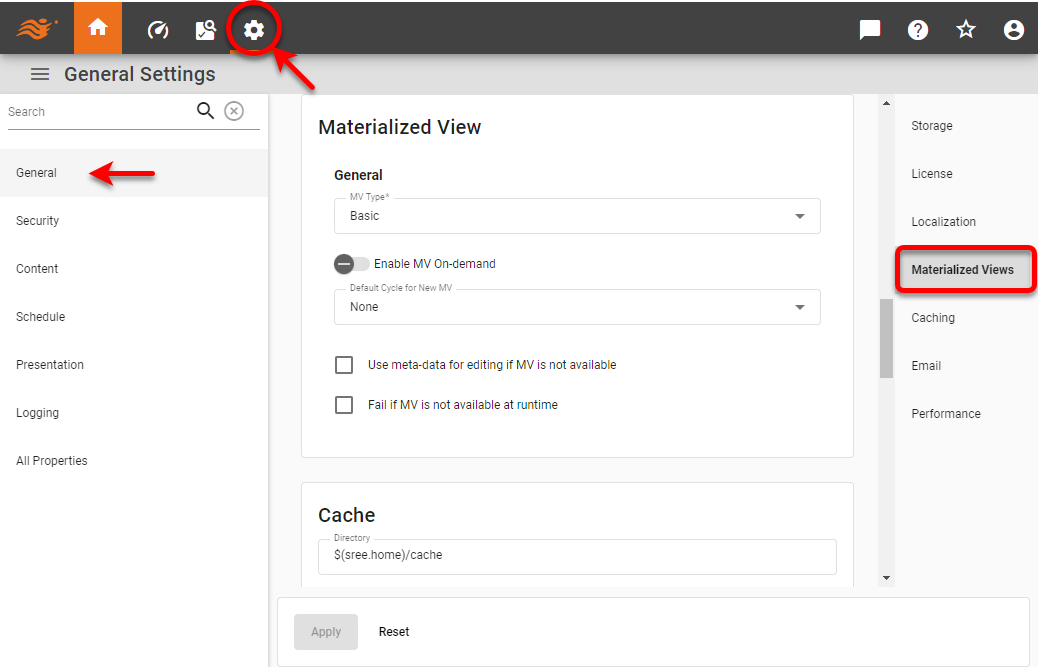 General Settings
Search
General
Security
Content
Schedule
Presentation
Logging
All Properties
Materialized View
General
MV Type*
Basic
Enable MV On-demand
Default Cycle for New MV
None
Use meta-data for editing if MV is not available
Fail if MV is not available at runtime
Cache
Directory
$(sree.home)/cache
Storage
License
Localization
Materialized Views
Caching
Email
Performance
Apply
Reset